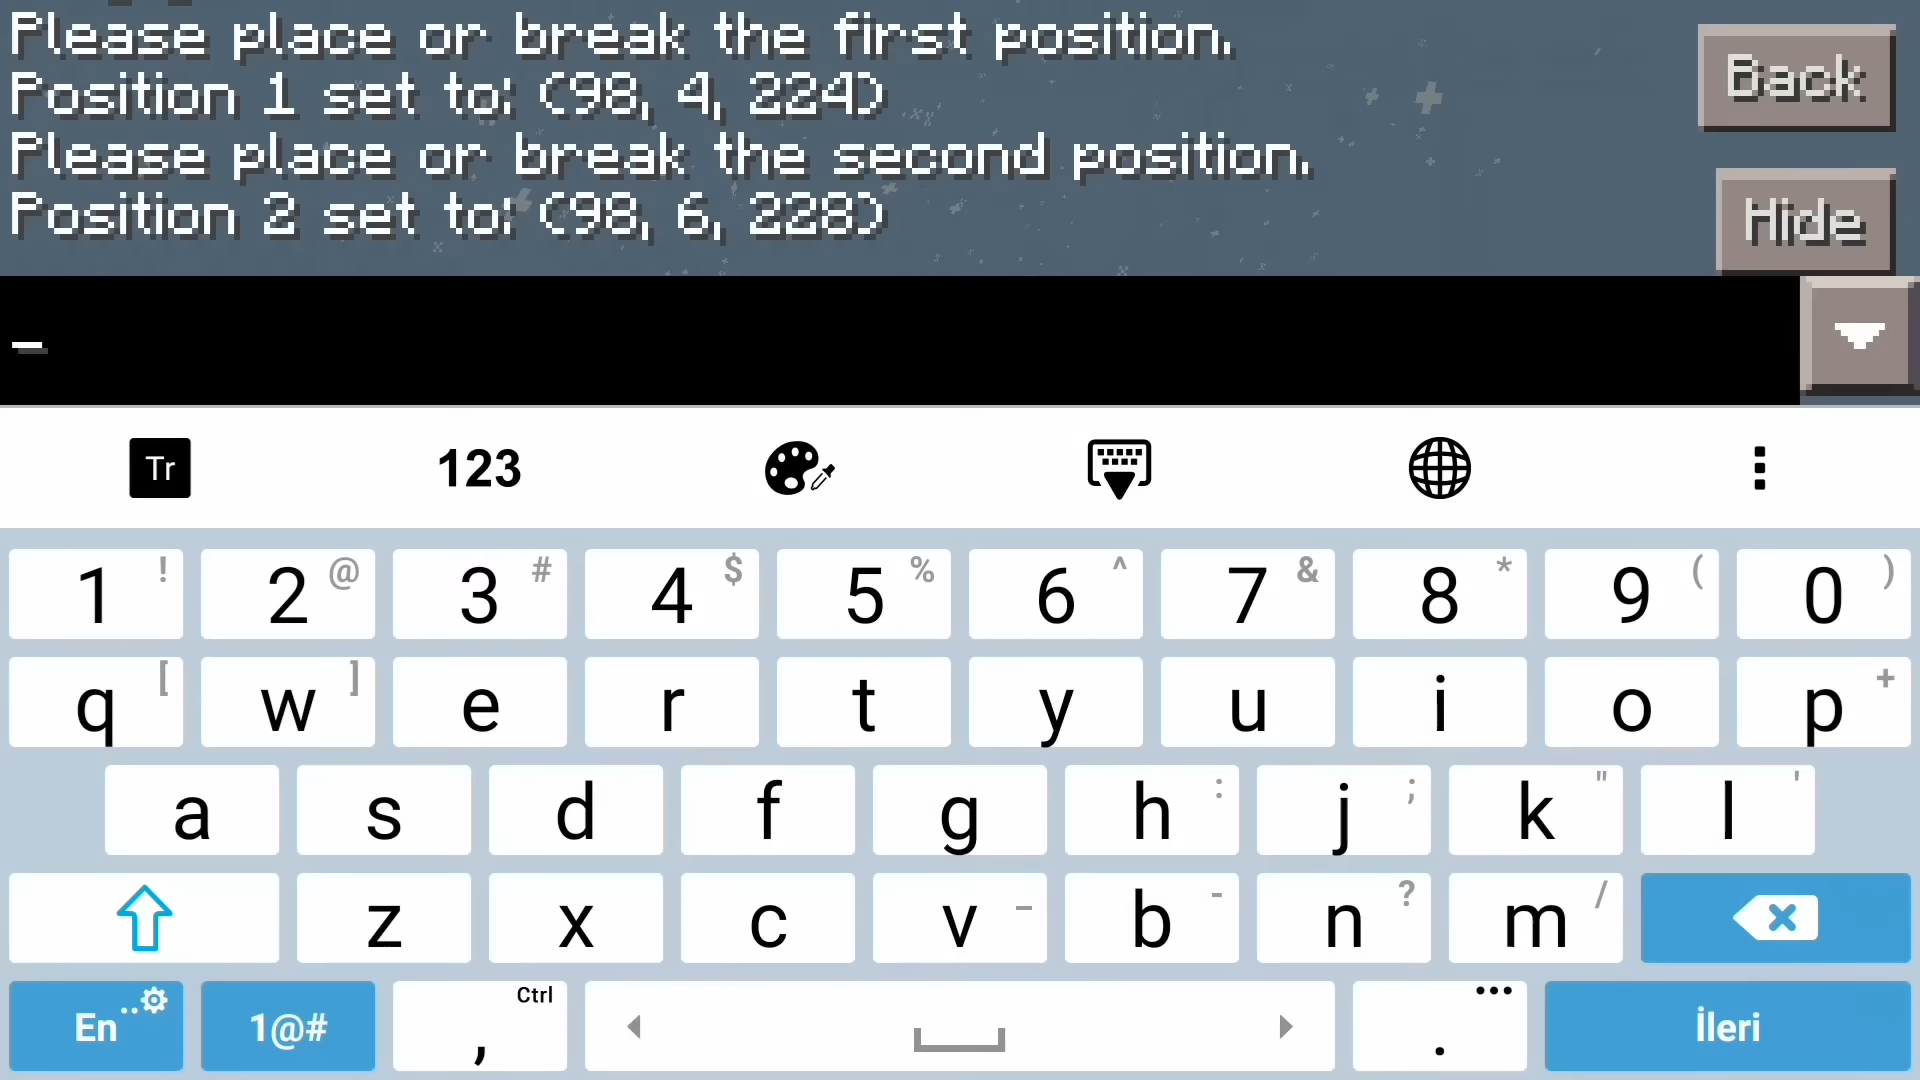 Please place or break the first position.
Position 1 set to: (98, 4, 224)
Please place or break the second position.
Position 2 set to: (98, 6, 228)
Back
Hide
_
Tr 123
1 ! 2 @ 3 # 4 $ 5 % 6 ^ 7 & 8 * 9 ( 0 )
q [ w ] e r t y u i o p +
a s d f g h : j ; k " l '
z x c v _ b - n ? m /
En 1@# , Ctrl . İleri